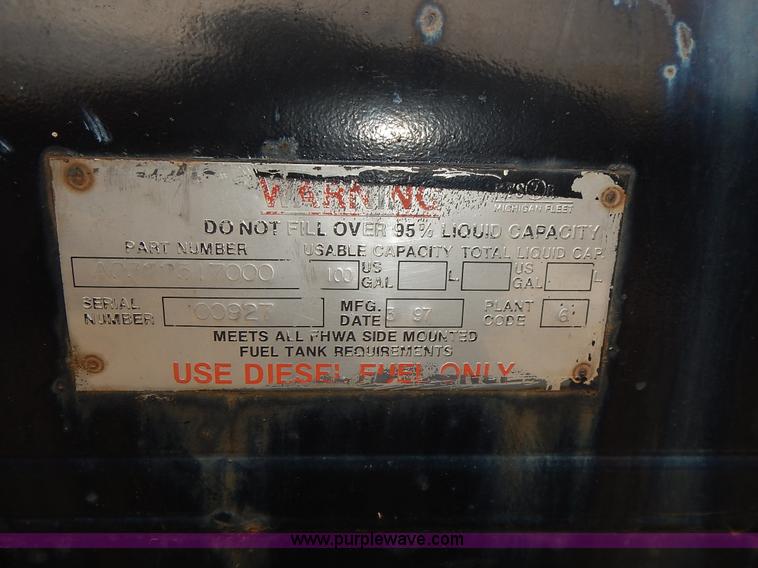 WARNING
MICHIGAN FLEET
DO NOT FILL OVER 95% LIQUID CAPACITY
PART NUMBER USABLE CAPACITY TOTAL LIQUID CAP.
100 US GAL. L. US GAL. L
SERIAL NUMBER 00927 MFG. DATE 97 PLANT CODE 6
MEETS ALL FHWA SIDE MOUNTED
FUEL TANK REQUIREMENTS
USE DIESEL FUEL ONLY
www.purplewave.com